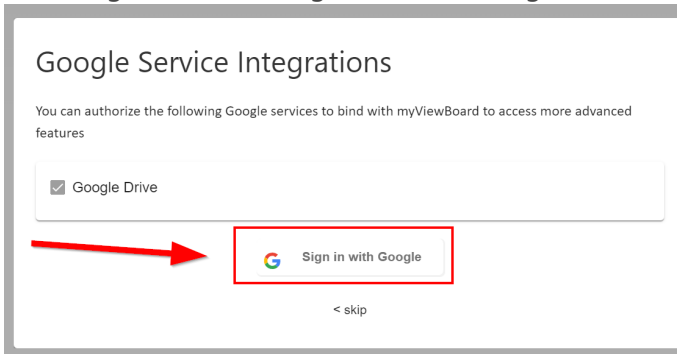 Google Service Integrations
You can authorize the following Google services to bind with myViewBoard to access more advanced
features
Google Drive
Sign in with Google
< skip